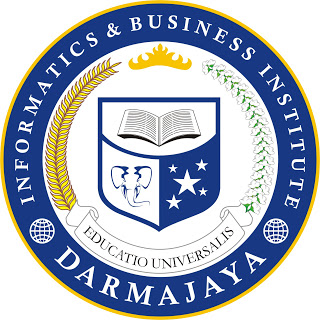 INFORMATICS & BUSINESS INSTITUTE
EDUCATIO UNIVERSALIS
DARMAJAYA